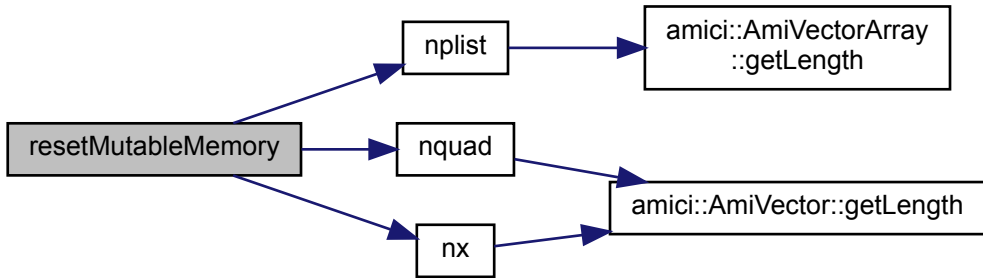 nplist
amici::AmiVectorArray
::getLength
resetMutableMemory
nquad
amici::AmiVector::getLength
nx